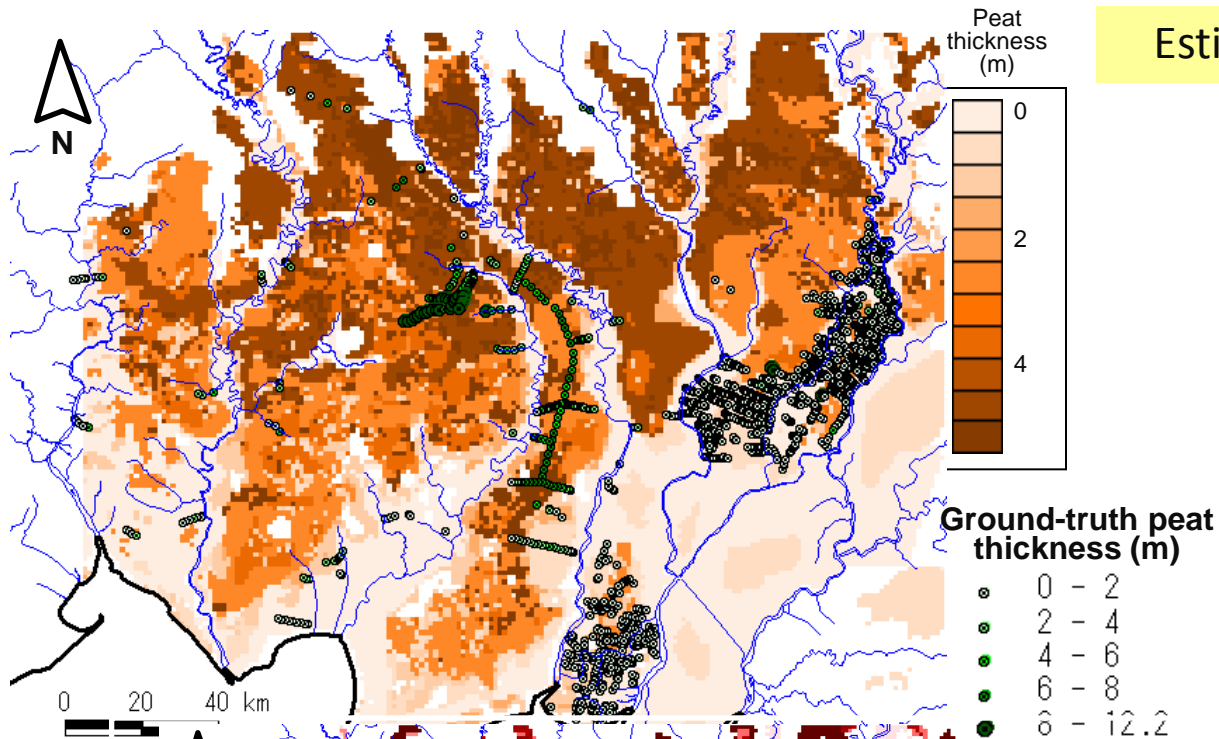 Peat
thickness
(m)
Esti
N
0
2
4
Ground-truth peat
thickness (m)
0 - 2
2 - 4
4 - 6
6 - 8
8 - 12.2
0 20 40 km